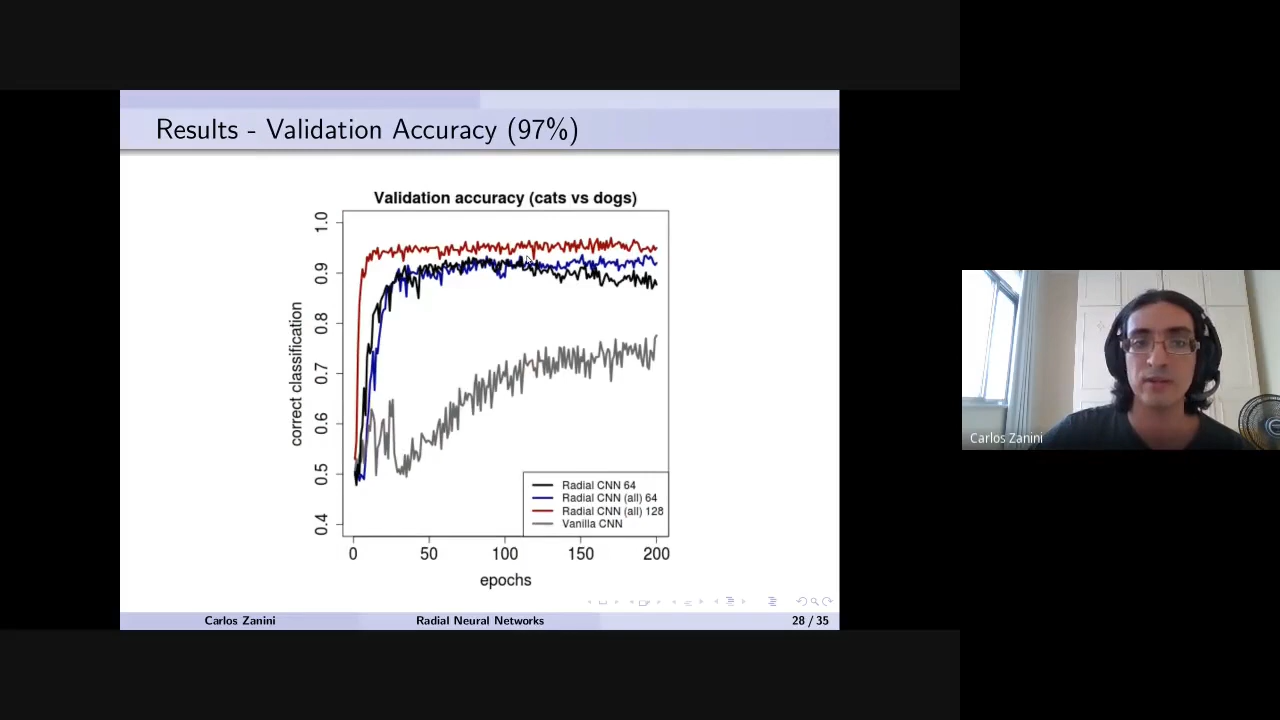 Results - Validation Accuracy (97%)
Validation accuracy (cats vs dogs)
correct classification
1.0
0.9
0.8
0.7
0.6
0.5
0.4
Radial CNN 64
Radial CNN (all) 64
Radial CNN (all) 128
Vanilla CNN
0 50 100 150 200
epochs
Carlos Zanini Radial Neural Networks 28 / 35
Carlos Zanini